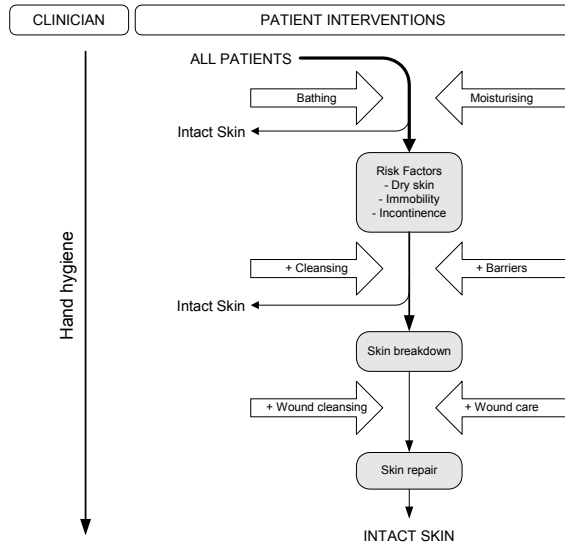 CLINICIAN
PATIENT INTERVENTIONS
ALL PATIENTS
Bathing
Moisturising
Intact Skin
Risk Factors
- Dry skin
- Immobility
- Incontinence
Hand hygiene
+ Cleansing
+ Barriers
Intact Skin
Skin breakdown
+ Wound cleansing
+ Wound care
Skin repair
INTACT SKIN